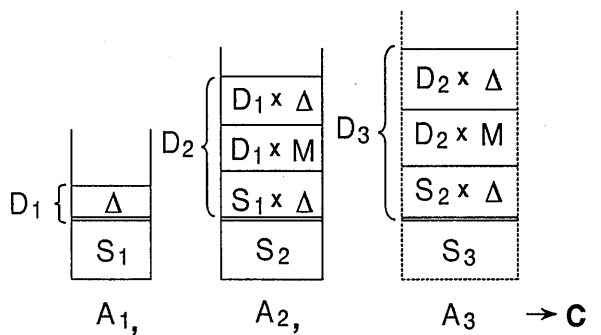 D₂ x Δ
D₁ x Δ
D₃
D₂ x M
D₂
D₁ x M
D₁
Δ
S₁ x Δ
S₂ x Δ
S₁
S₂
S₃
A₁, A₂, A₃ → C